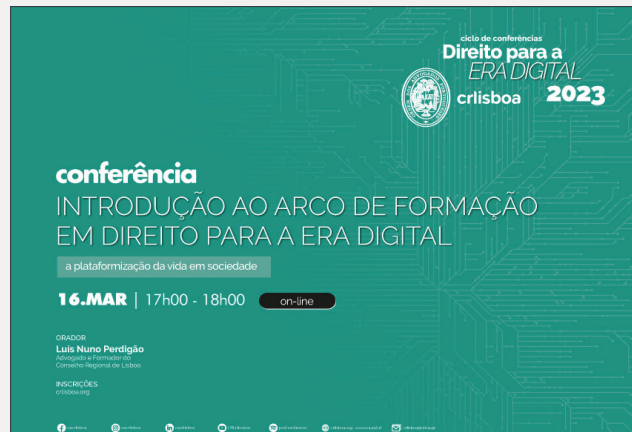 ciclo de conferências
Direito para a
ERA DIGITAL
crlisboa 2023
conferência
INTRODUÇÃO AO ARCO DE FORMAÇÃO
EM DIREITO PARA A ERA DIGITAL
a plataformização da vida em sociedade
16.MAR | 17h00 - 18h00 on-line
ORADOR
Luís Nuno Perdigão
Advogado e Formador do
Conselho Regional de Lisboa
INSCRIÇÕES
crlisboa.org